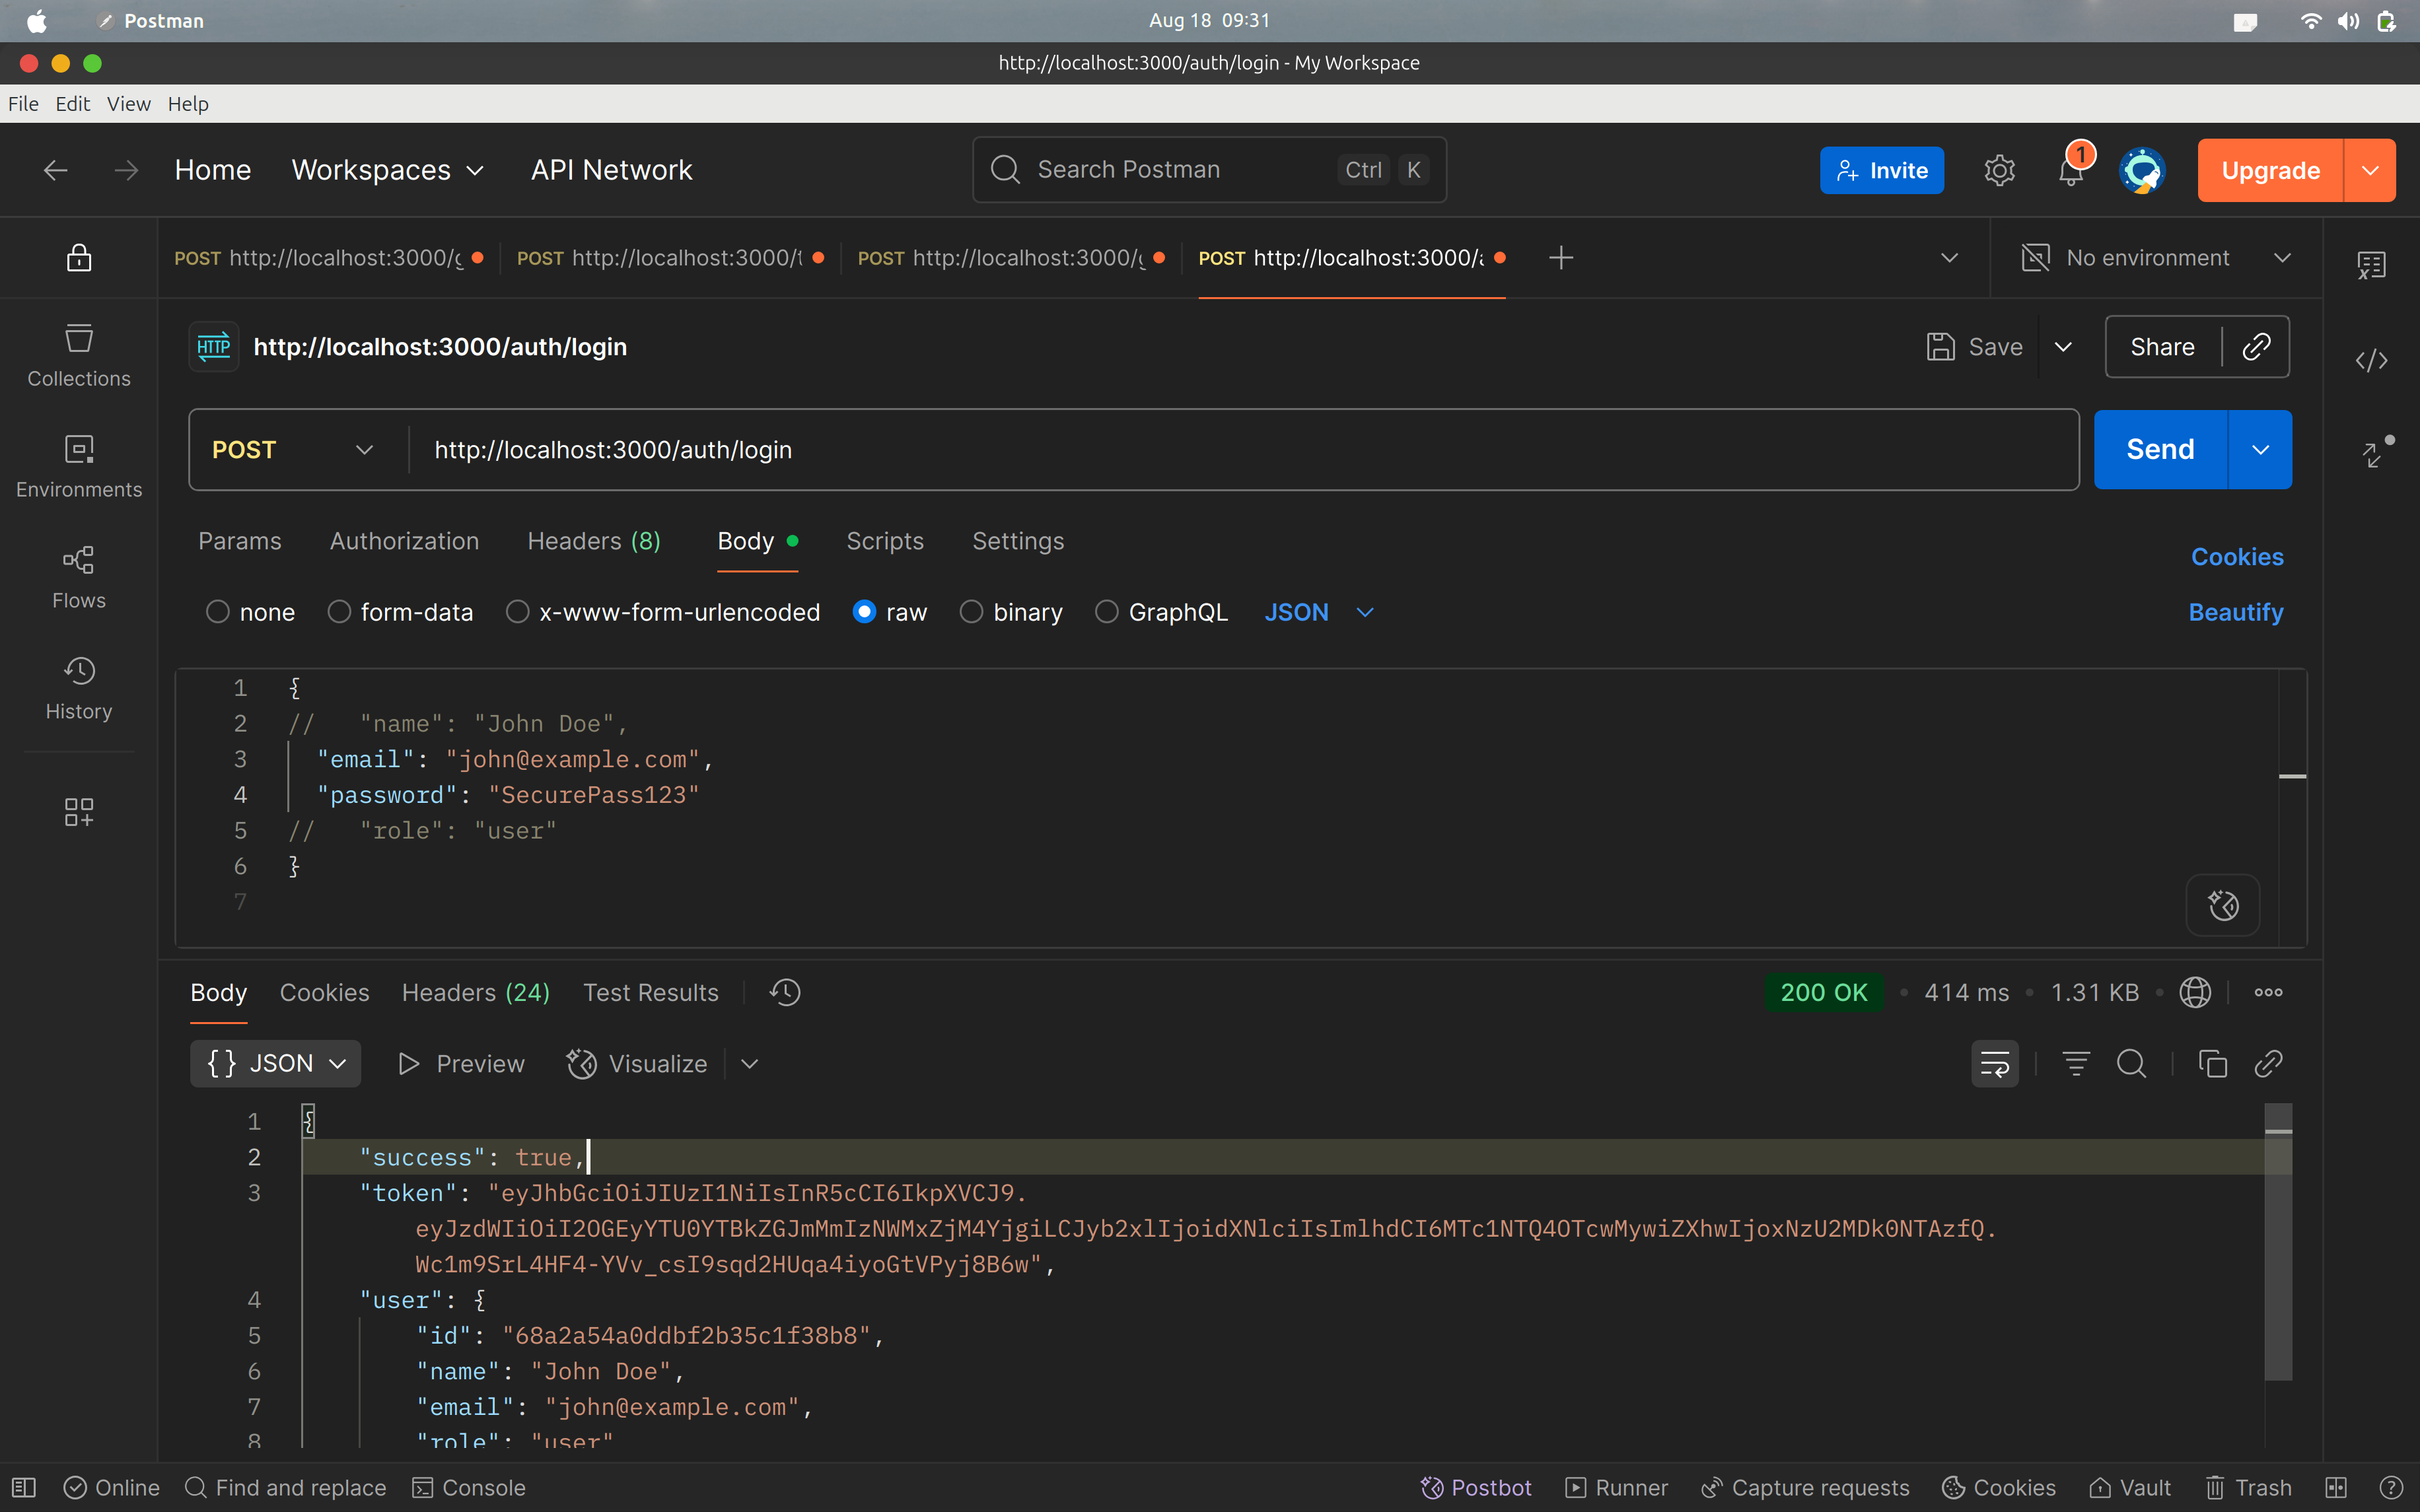 Postman
Aug 18 09:31
http://localhost:3000/auth/login - My Workspace
File Edit View Help
Home Workspaces API Network
Search Postman Ctrl K
Invite
1
Upgrade
POST http://localhost:3000/
POST http://localhost:3000/t
POST http://localhost:3000/
POST http://localhost:3000/
No environment
Collections
Environments
Flows
History
HTTP http://localhost:3000/auth/login
Save
Share
POST http://localhost:3000/auth/login
Send
Params Authorization Headers (8) Body Scripts Settings
Cookies
none form-data x-www-form-urlencoded raw binary GraphQL JSON
Beautify
1 {
2 // "name": "John Doe",
3 "email": "john@example.com",
4 "password": "SecurePass123"
5 // "role": "user"
6 }
7
Body Cookies Headers (24) Test Results
200 OK • 414 ms • 1.31 KB •
{} JSON Preview Visualize
1 {
2 "success": true,
3 "token": "eyJhbGciOiJIUzI1NiIsInR5cCI6IkpXVCJ9.
eyJzdWIiOiI2OGEyYTU0YTBkZGJmMmIzNWMxZjM4YjgiLCJyb2xlIjoidXNlciIsImlhdCI6MTc1NTQ4OTcwMywiZXhwIjoxNzU2MDk0NTAzfQ.
Wc1m9SrL4HF4-YVv_csI9sqd2HUqa4iyoGtVPyj8B6w",
4 "user": {
5 "id": "68a2a54a0ddbf2b35c1f38b8",
6 "name": "John Doe",
7 "email": "john@example.com",
8 "role": "user"
Online Find and replace Console
Postbot Runner Capture requests Cookies Vault Trash